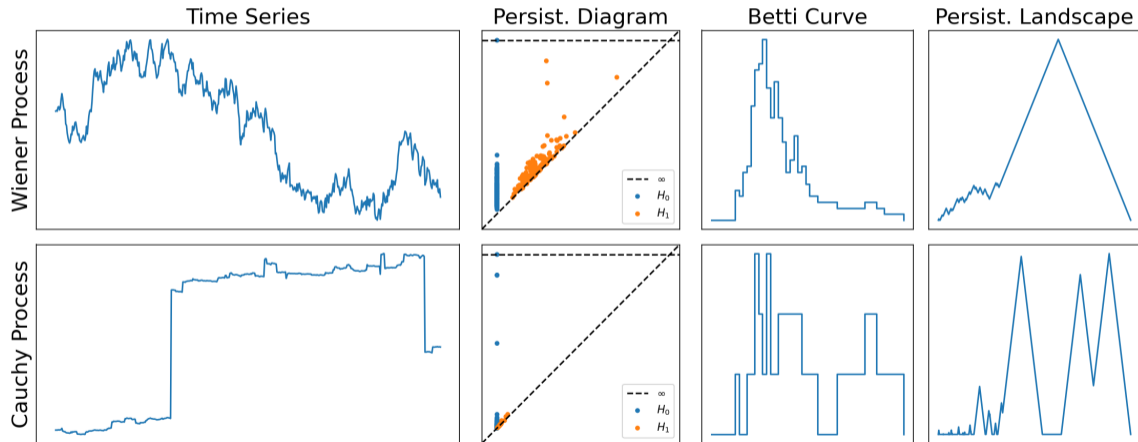 Time Series
Persist. Diagram
Betti Curve
Persist. Landscape
Wiener Process
∞
H₀
H₁
Cauchy Process
∞
H₀
H₁